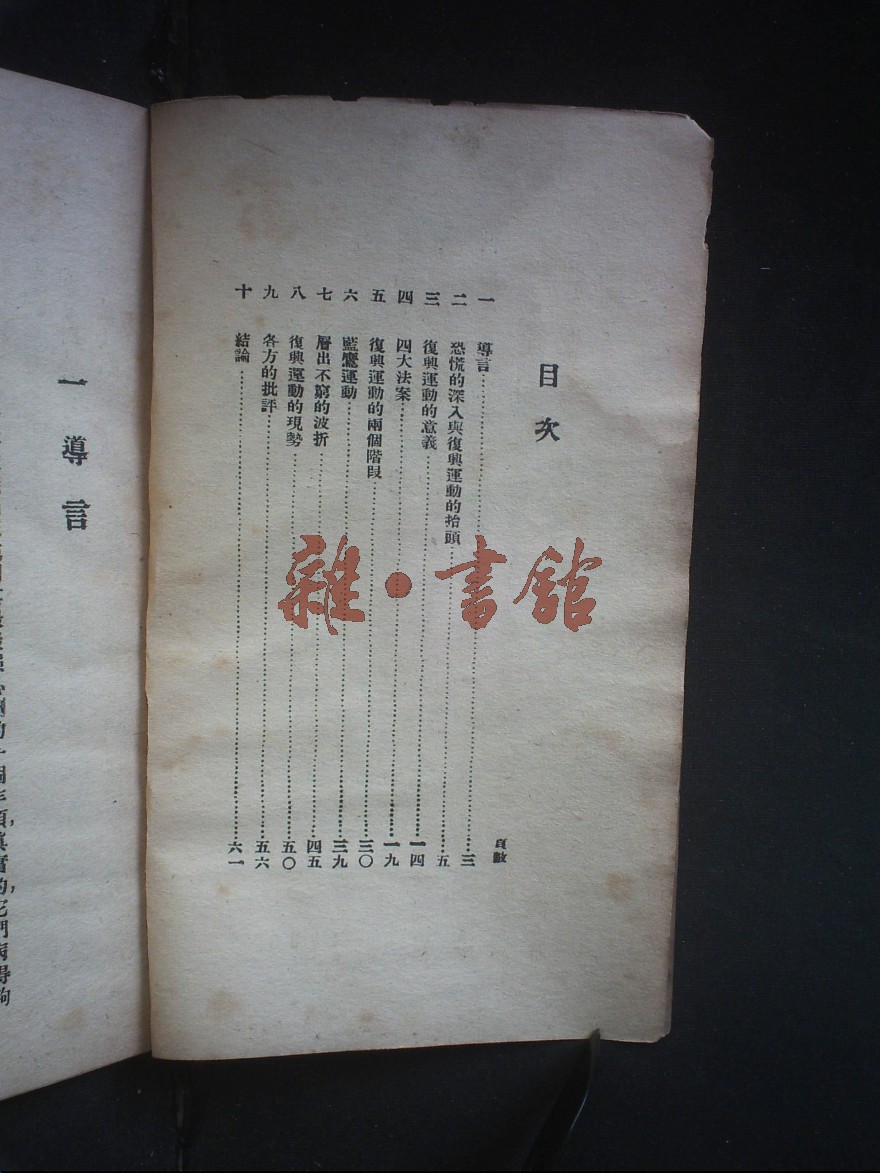 目次
頁數
一 導言 三
二 恐慌的深入與復興運動的抬頭 五
三 復興運動的意義 一四
四 四大法案 一九
五 復興運動的兩個階段 三〇
六 藍鷹運動 三九
七 層出不窮的波折 四五
八 復興運動的現勢 五〇
九 各方的批評 五六
十 結論 六一
雜·書館
一 導言